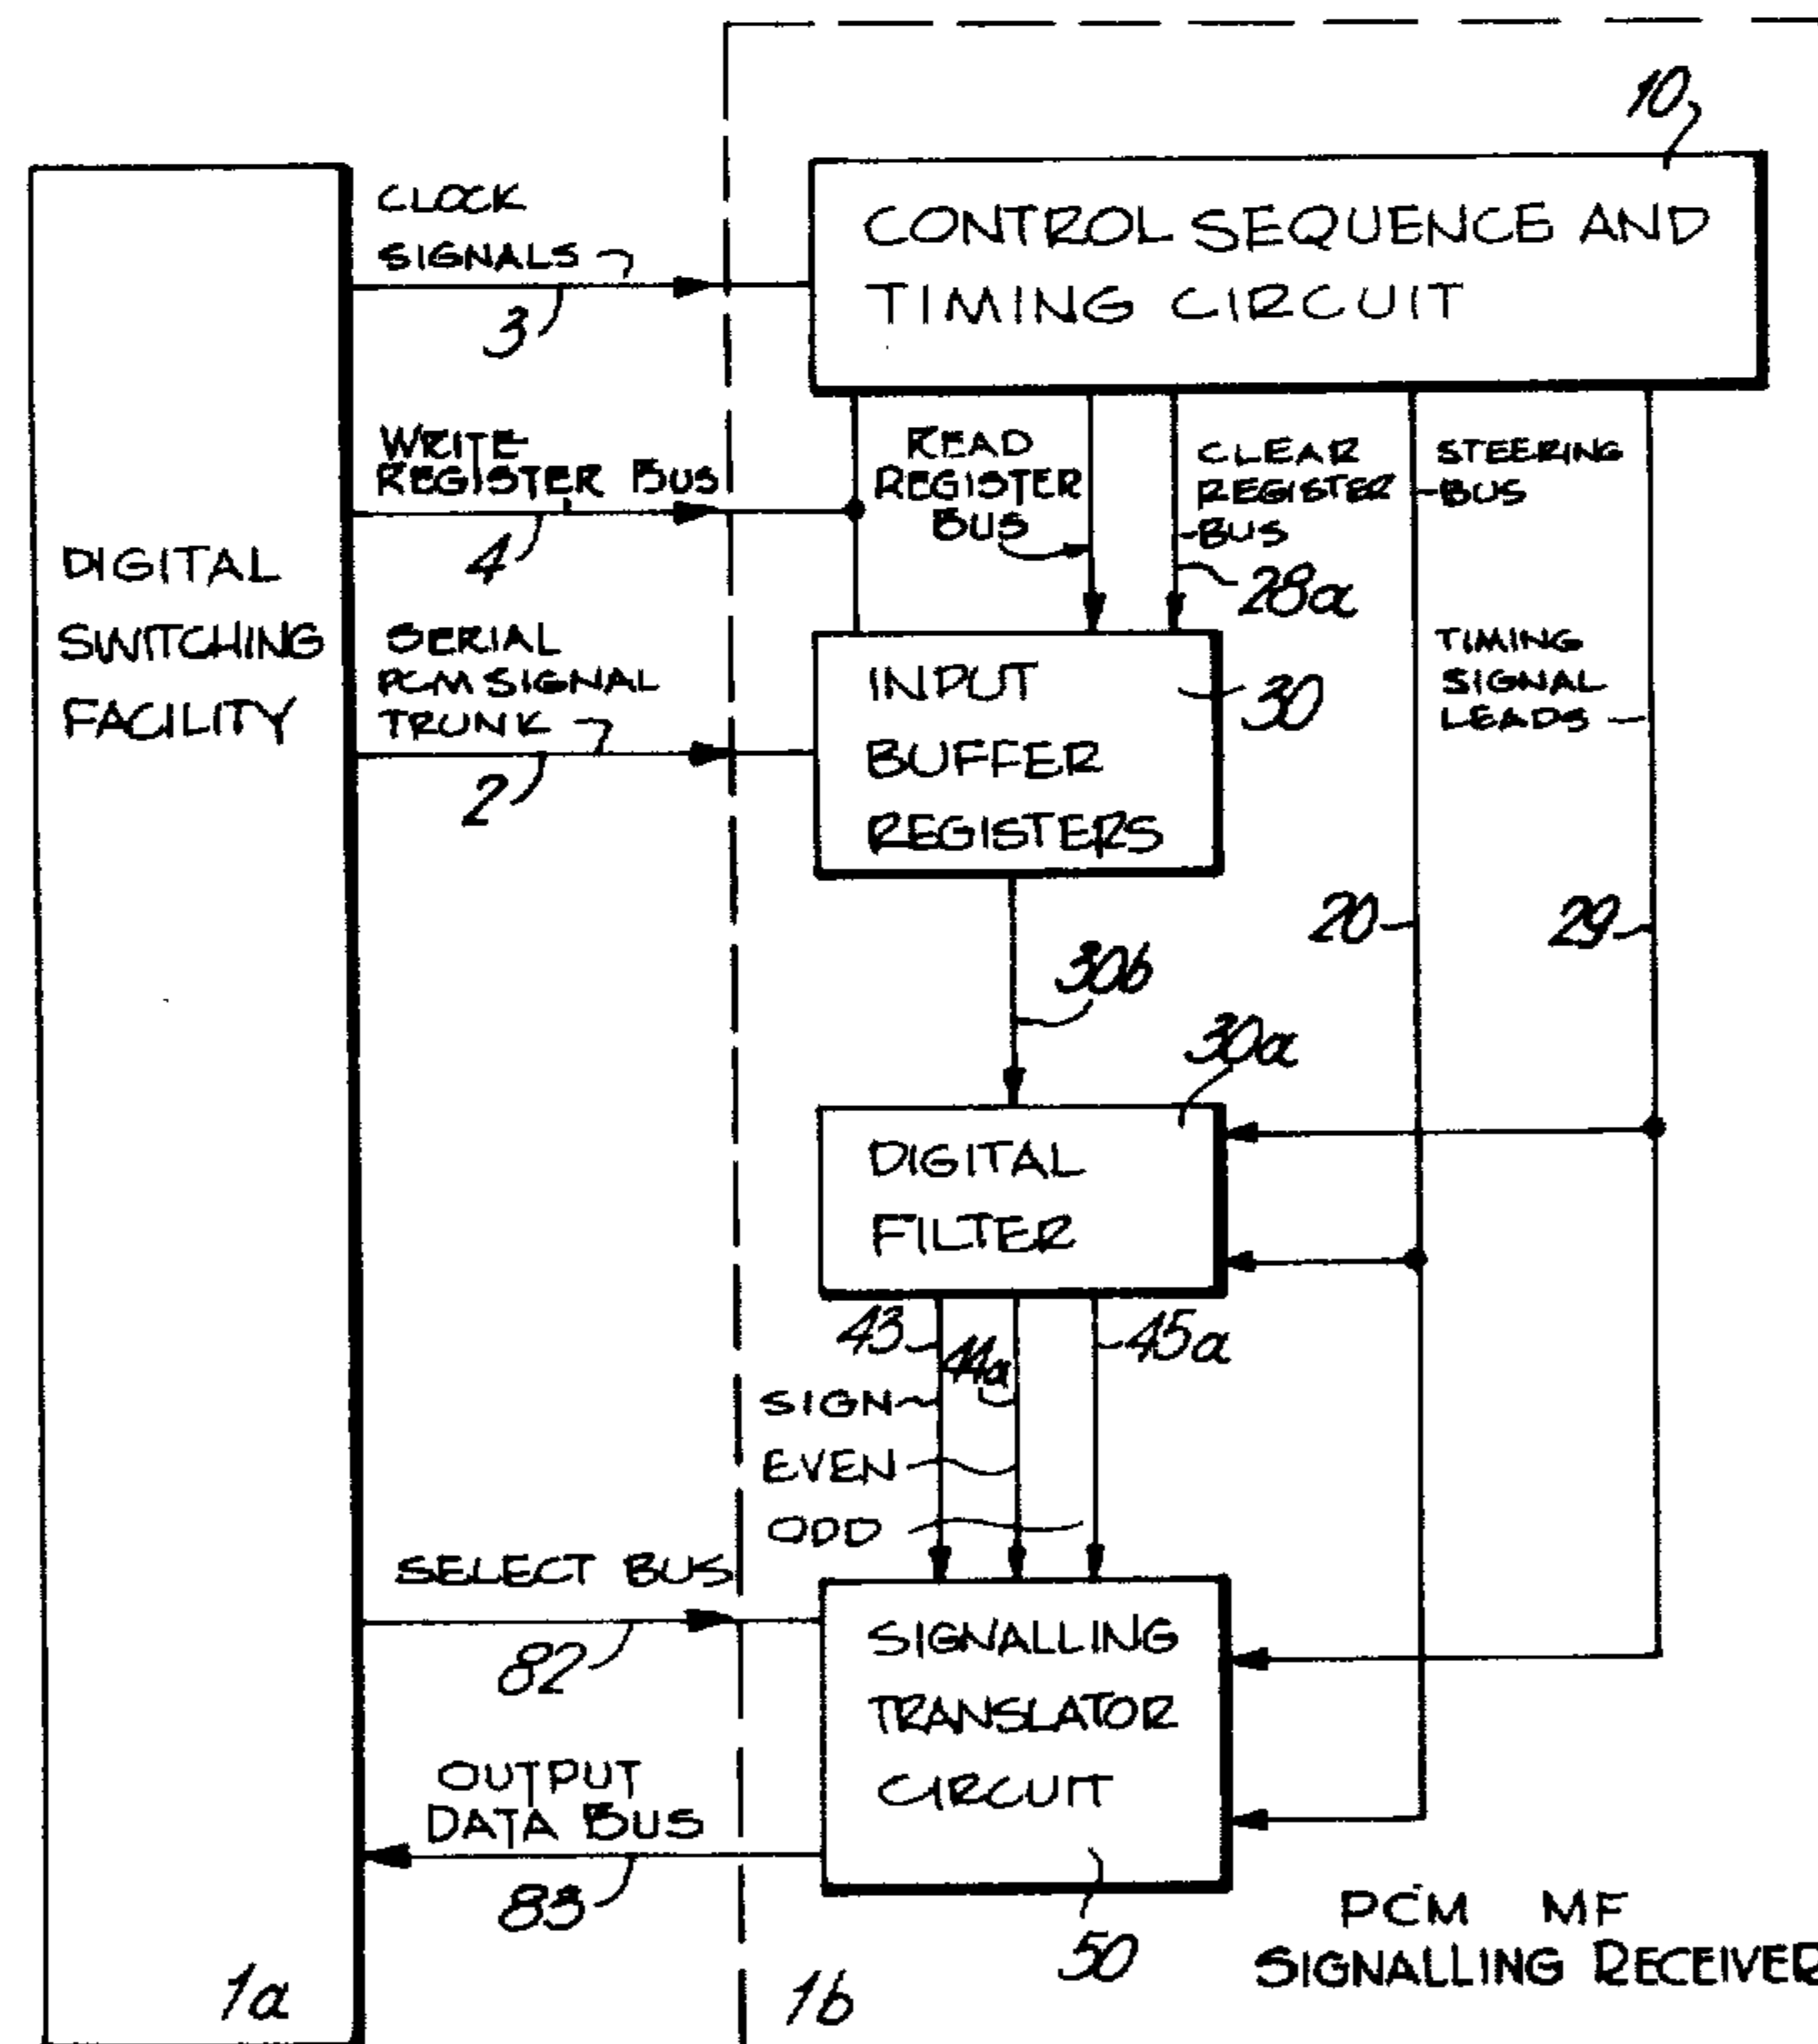 10
CONTROL SEQUENCE AND
TIMING CIRCUIT
CLOCK
SIGNALS
3
WRITE
REGISTER BUS
4
READ
REGISTER
BUS
CLEAR
REGISTER
BUS
28a
STEERING
BUS
DIGITAL
SWITCHING
FACILITY
SERIAL
PCM SIGNAL
TRUNK
2
INPUT
BUFFER
REGISTERS
30
TIMING
SIGNAL
LEADS
20
29
30b
30a
DIGITAL
FILTER
43
44a
45a
SIGN
EVEN
ODD
SELECT BUS
82
SIGNALLING
TRANSLATOR
CIRCUIT
OUTPUT
DATA BUS
83
50
PCM MF
SIGNALLING RECEIVER
1a
1b